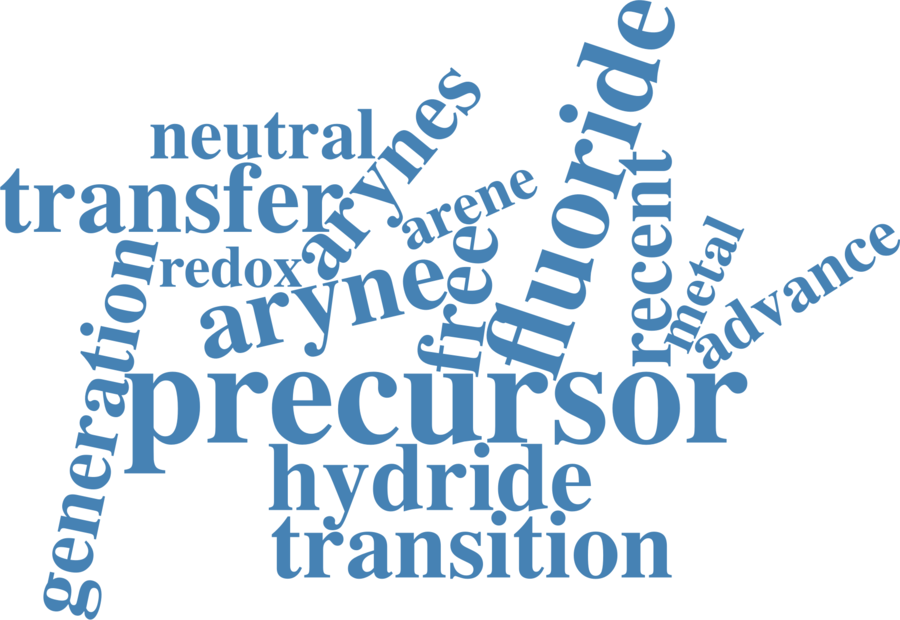 fluoride
arynes
neutral
transfer
arene
recent
redox
aryne
free
metal
advance
generation
precursor
hydride
transition